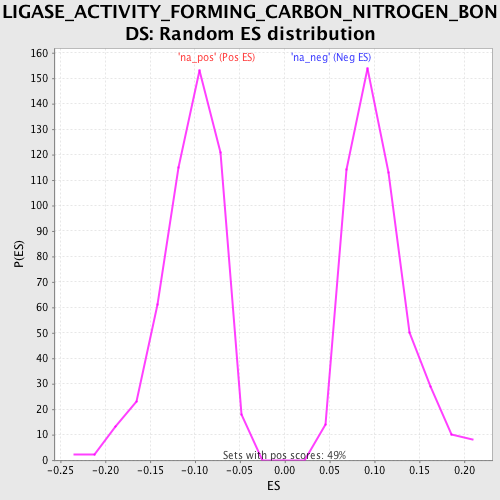 LIGASE_ACTIVITY_FORMING_CARBON_NITROGEN_BON
DS: Random ES distribution
'na_pos' (Pos ES) 'na_neg' (Neg ES)
160
150
140
130
120
110
100
90
80
70
60
50
40
30
20
10
0
P(ES)
Sets with pos scores: 49%
-0.25 -0.20 -0.15 -0.10 -0.05 0.00 0.05 0.10 0.15 0.20
ES